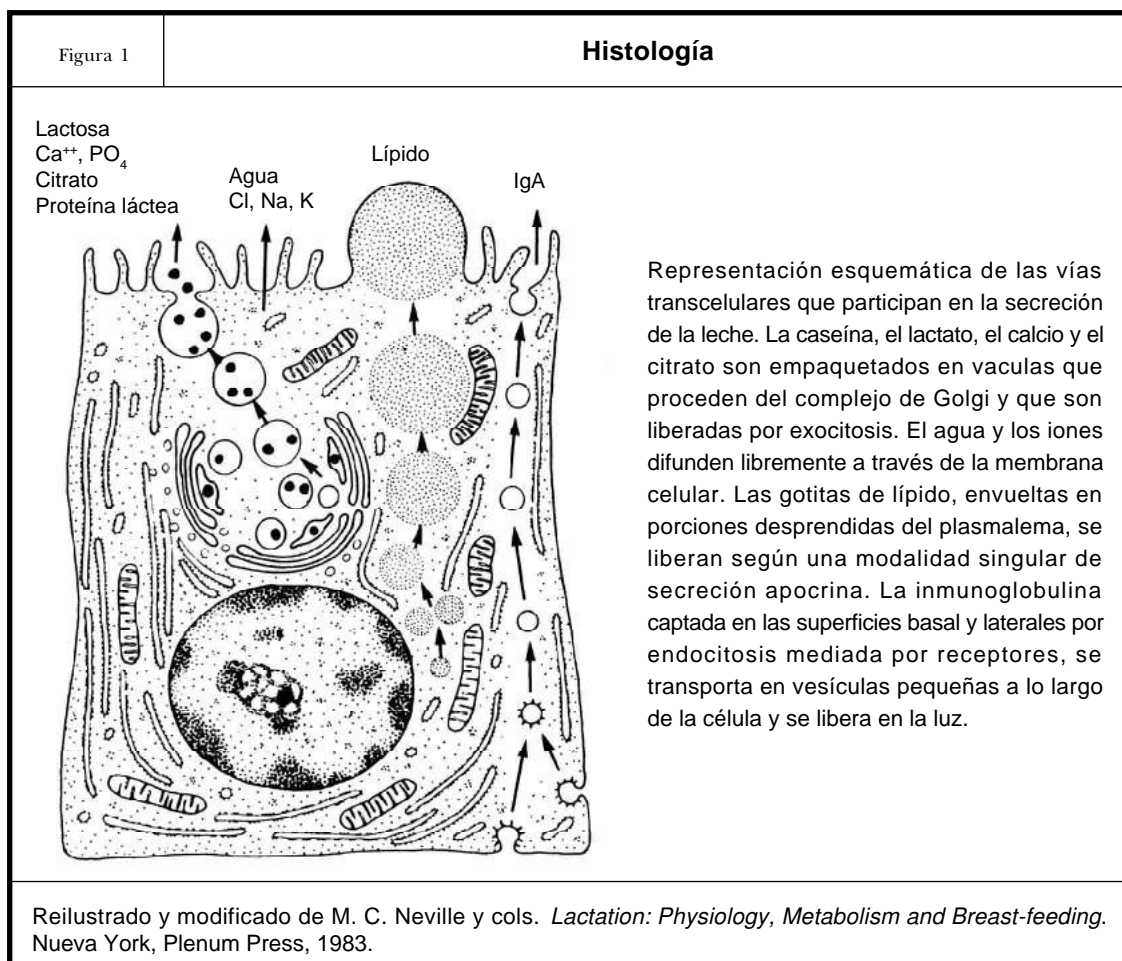 Figura 1
Histología
Lactosa
Ca⁺⁺, PO₄
Citrato
Proteína láctea
Agua
Cl, Na, K
Lípido
IgA
Representación esquemática de las vías
transcelulares que participan en la secreción
de la leche. La caseína, el lactato, el calcio y el
citrato son empaquetados en vaculas que
proceden del complejo de Golgi y que son
liberadas por exocitosis. El agua y los iones
difunden libremente a través de la membrana
celular. Las gotitas de lípido, envueltas en
porciones desprendidas del plasmalema, se
liberan según una modalidad singular de
secreción apocrina. La inmunoglobulina
captada en las superficies basal y laterales por
endocitosis mediada por receptores, se
transporta en vesículas pequeñas a lo largo
de la célula y se libera en la luz.
Reilustrado y modificado de M. C. Neville y cols. Lactation: Physiology, Metabolism and Breast-feeding.
Nueva York, Plenum Press, 1983.